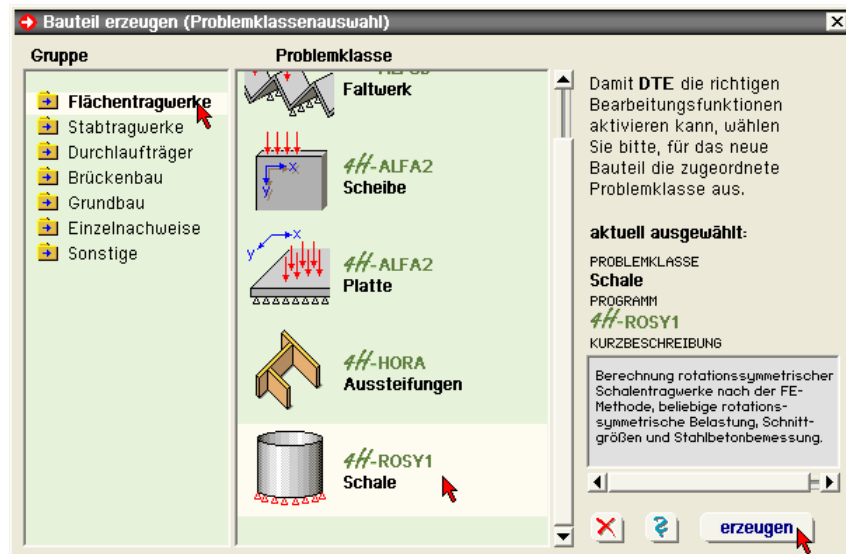 Bauteil erzeugen (Problemklassenauswahl)
Gruppe
Problemklasse
Flächentragwerke
Stabtragwerke
Durchlaufträger
Brückenbau
Grundbau
Einzelnachweise
Sonstige
Faltwerk
x
y
4H-ALFA2
Scheibe
x
y
4H-ALFA2
Platte
4H-HORA
Aussteifungen
4H-ROSY1
Schale
Damit DTE die richtigen
Bearbeitungsfunktionen
aktivieren kann, wählen
Sie bitte, für das neue
Bauteil die zugeordnete
Problemklasse aus.
aktuell ausgewählt:
PROBLEMKLASSE
Schale
PROGRAMM
4H-ROSY1
KURZBESCHREIBUNG
Berechnung rotationssymmetrischer
Schalentragwerke nach der FE-
Methode, beliebige rotations-
symmetrische Belastung, Schnitt-
größen und Stahlbetonbemessung.
erzeugen